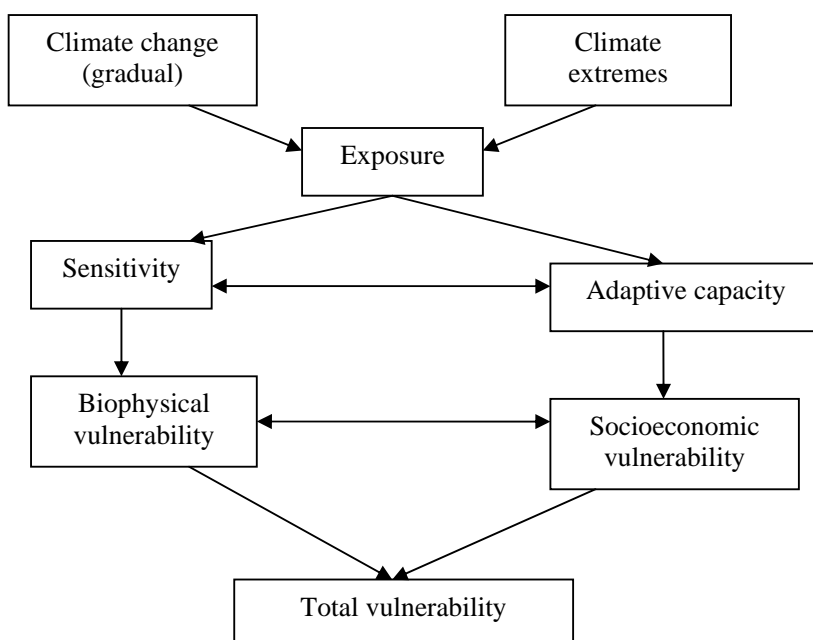 Climate change
(gradual)
Climate
extremes
Exposure
Sensitivity
Adaptive capacity
Biophysical
vulnerability
Socioeconomic
vulnerability
Total vulnerability